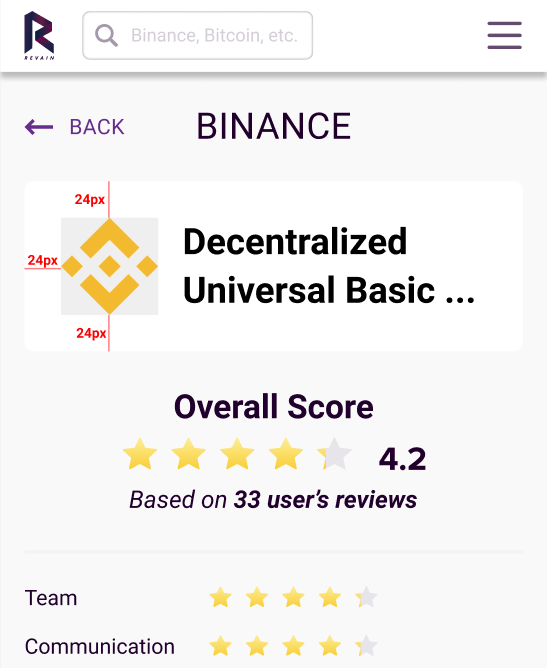 REVAIN
Binance, Bitcoin, etc.
BACK
BINANCE
24px
24px
24px
Decentralized
Universal Basic ...
Overall Score
4.2
Based on 33 user’s reviews
Team
Communication